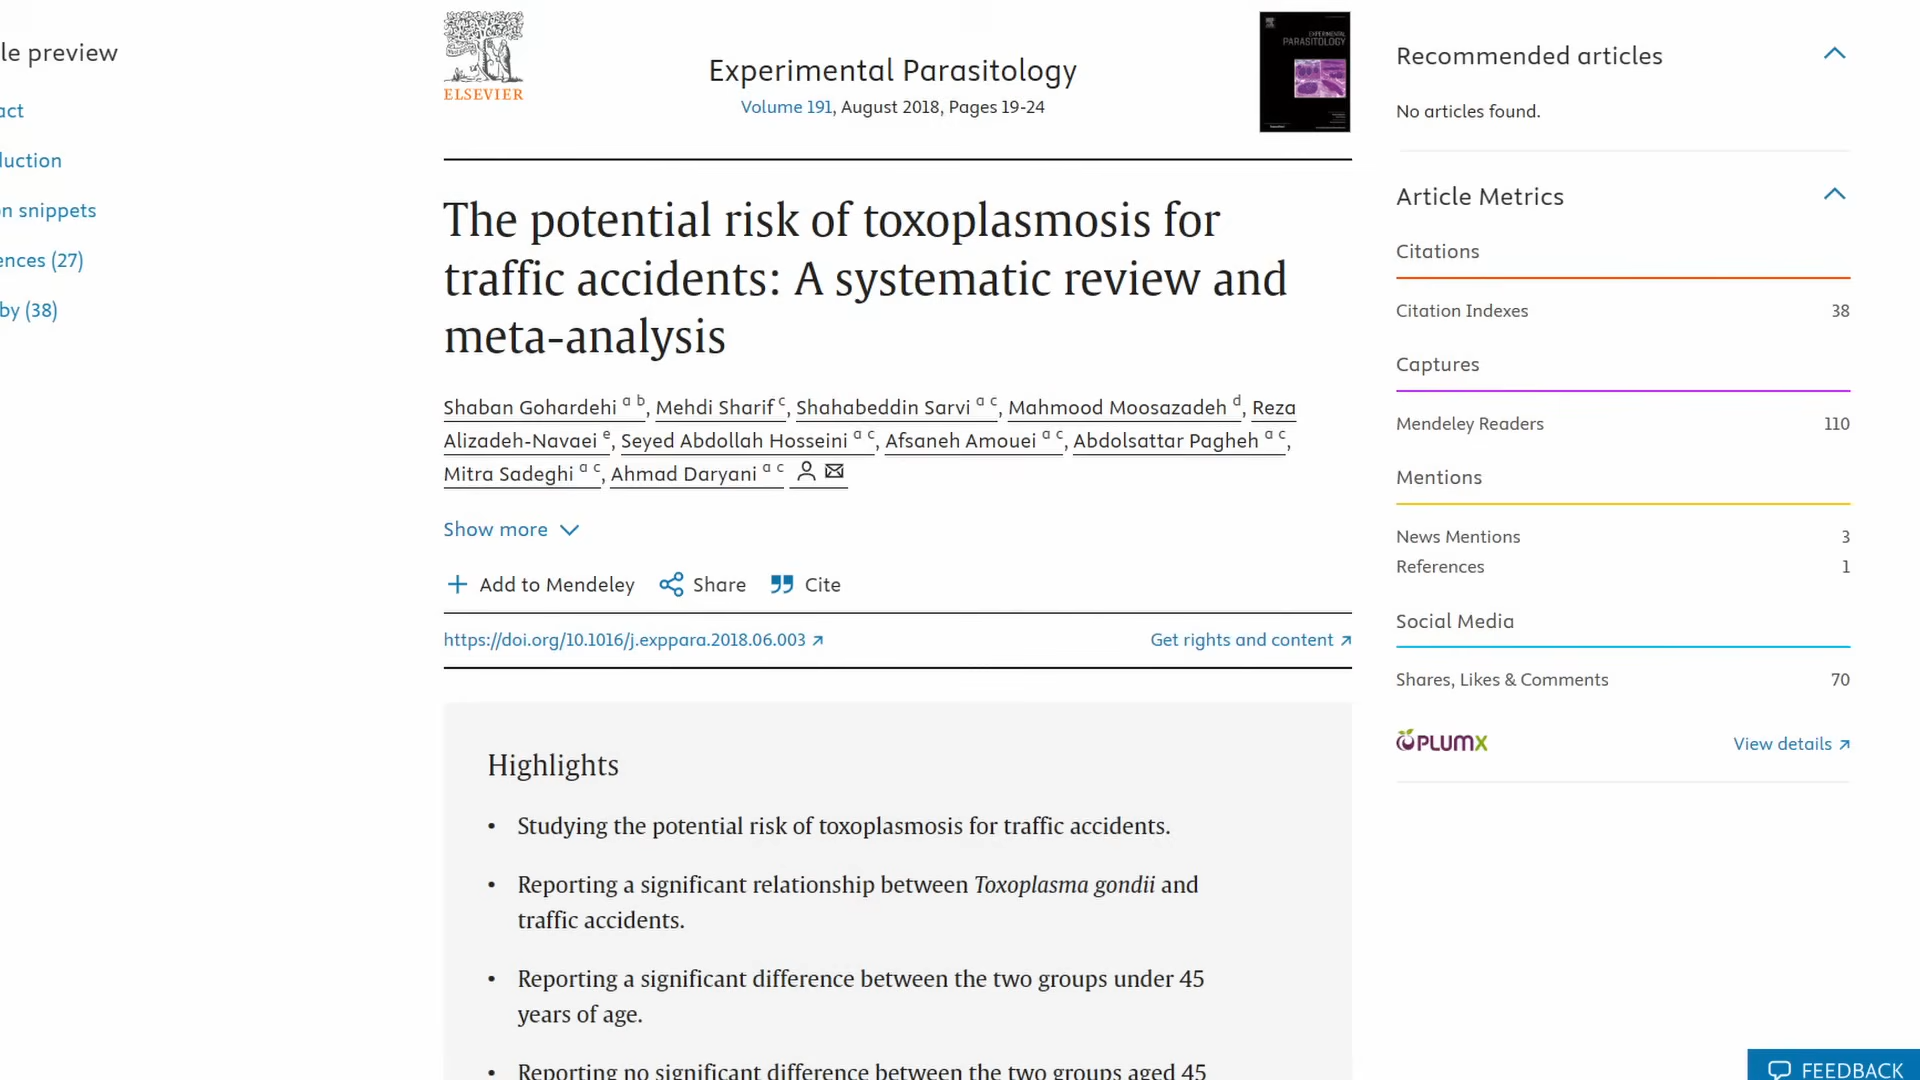 le preview
act
duction
n snippets
ences (27)
by (38)
ELSEVIER
Experimental Parasitology
Volume 191, August 2018, Pages 19-24
EXPERIMENTAL
PARASITOLOGY
The potential risk of toxoplasmosis for
traffic accidents: A systematic review and
meta-analysis
Shaban Gohardehi a b, Mehdi Sharif c, Shahabeddin Sarvi a c, Mahmood Moosazadeh d, Reza
Alizadeh-Navaei e, Seyed Abdollah Hosseini a c, Afsaneh Amouei a c, Abdolsattar Pagheh a c,
Mitra Sadeghi a c, Ahmad Daryani a c
Show more
Add to Mendeley Share Cite
https://doi.org/10.1016/j.exppara.2018.06.003 Get rights and content
Highlights
• Studying the potential risk of toxoplasmosis for traffic accidents.
• Reporting a significant relationship between Toxoplasma gondii and
traffic accidents.
• Reporting a significant difference between the two groups under 45
years of age.
• Reporting no significant difference between the two groups aged 45
Recommended articles
No articles found.
Article Metrics
Citations
Citation Indexes 38
Captures
Mendeley Readers 110
Mentions
News Mentions 3
References 1
Social Media
Shares, Likes & Comments 70
PLUMX View details
FEEDBACK